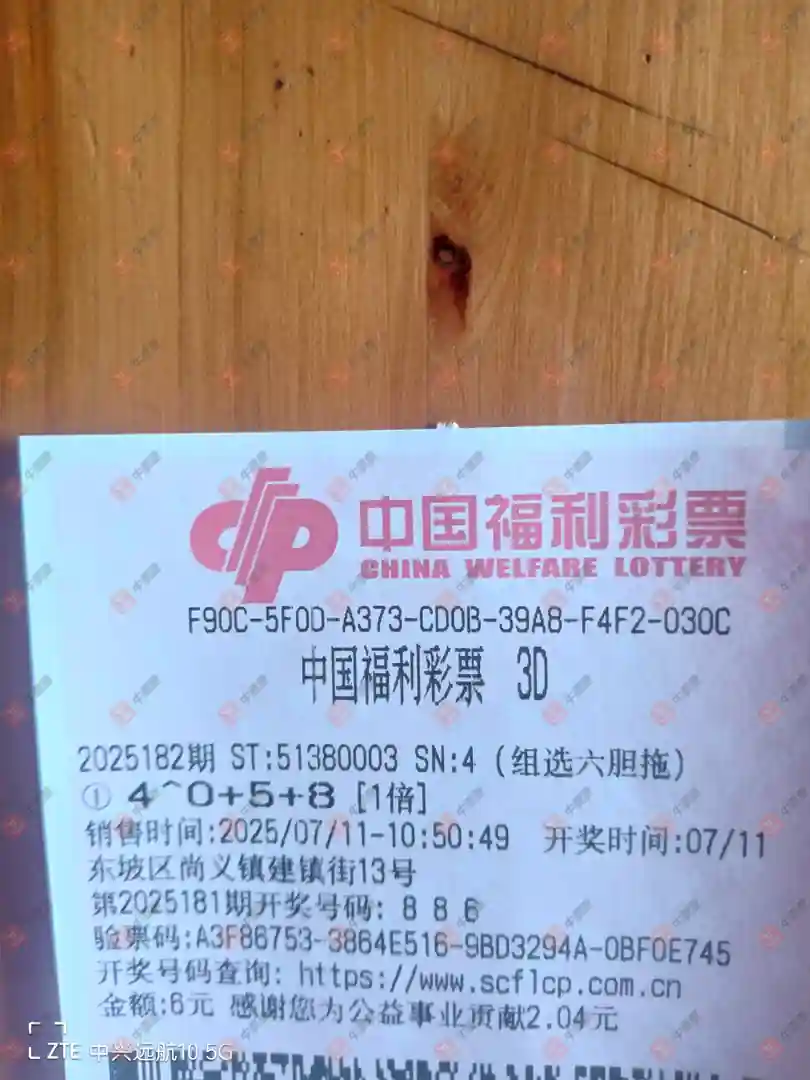 中国福利彩票
CHINA WELFARE LOTTERY
F90C-5F0D-A373-CD0B-39A8-F4F2-030C
中国福利彩票 3D
2025182期 ST:51380003 SN:4 (组选六胆拖)
① 4^0+5+8 [1倍]
销售时间:2025/07/11-10:50:49 开奖时间:07/11
东坡区尚义镇建镇街13号
第2025181期开奖号码: 8 8 6
验票码:A3F86753-3864E516-9BD3294A-0BF0E745
开奖号码查询: https://www.scflcp.com.cn
金额:6元 感谢您为公益事业贡献2.04元
ZTE 中兴远航10 5G